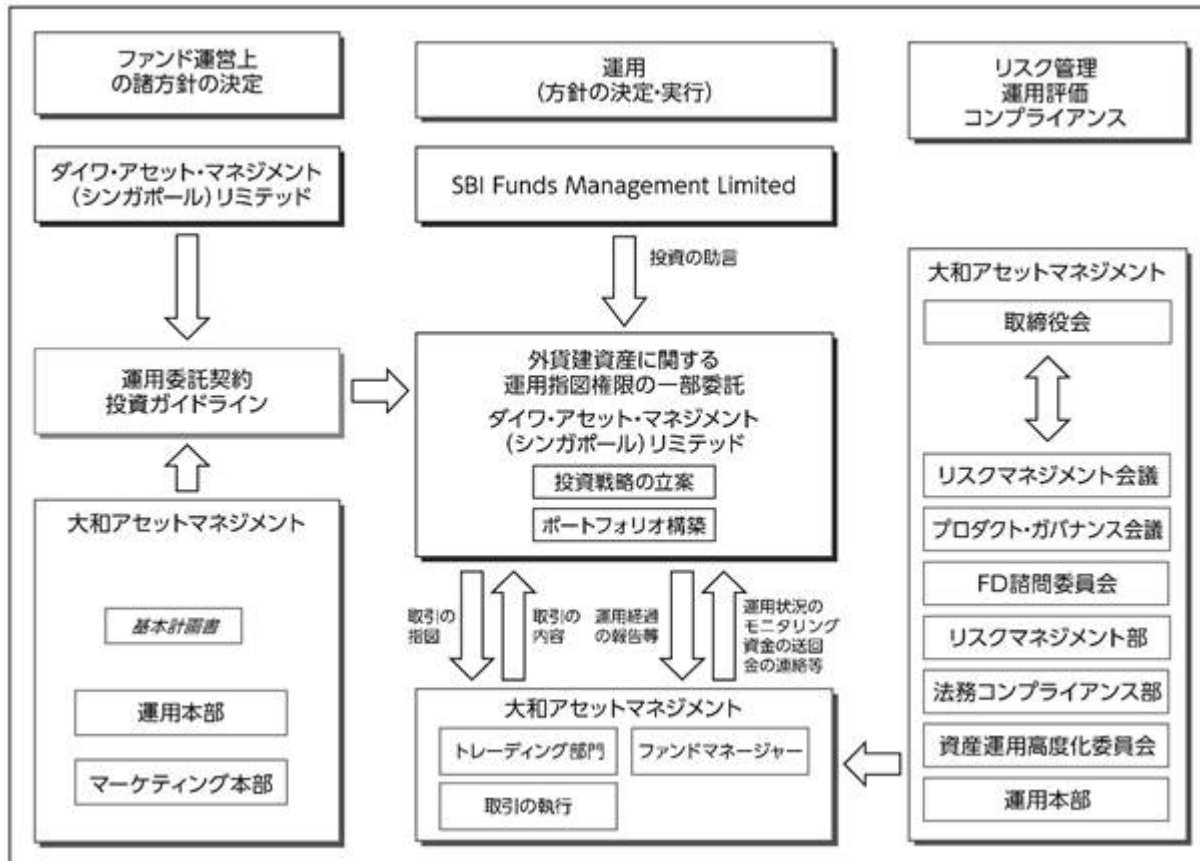 ファンド運営上
の諸方針の決定
運用
(方針の決定・実行)
リスク管理
運用評価
コンプライアンス
ダイワ・アセット・マネジメント
(シンガポール)リミテッド
SBI Funds Management Limited
投資の助言
運用委託契約
投資ガイドライン
外貨建資産に関する
運用指図権限の一部委託
ダイワ・アセット・マネジメント
(シンガポール)リミテッド
投資戦略の立案
ポートフォリオ構築
大和アセットマネジメント
基本計画書
運用本部
マーケティング本部
取引の
指図
取引の
内容
運用経過
の報告等
運用状況の
モニタリング
資金の送回
金の連絡等
大和アセットマネジメント
トレーディング部門
ファンドマネージャー
取引の執行
大和アセットマネジメント
取締役会
リスクマネジメント会議
プロダクト・ガバナンス会議
FD諮問委員会
リスクマネジメント部
法務コンプライアンス部
資産運用高度化委員会
運用本部